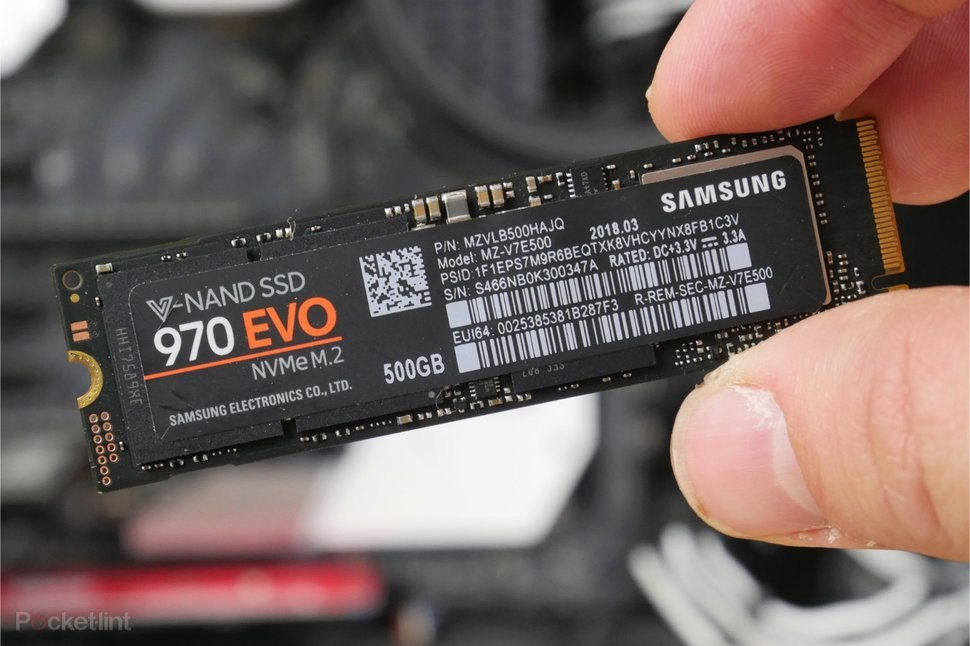 SAMSUNG
P/N: MZVLB500HAJQ
Model: MZ-V7E500 2018.03
PSID: 1F1EPS7M9R6BEQTXK8VHCYYNX8FB1C3V
S/N: S466NB0K300347A RATED: DC+3.3V 3.3A
EUI64: 0025385381B287F3 R-REM-SEC-MZ-V7E500
V-NAND SSD
970 EVO
NVMe M.2
500GB
SAMSUNG ELECTRONICS CO., LTD.
Pocketlint